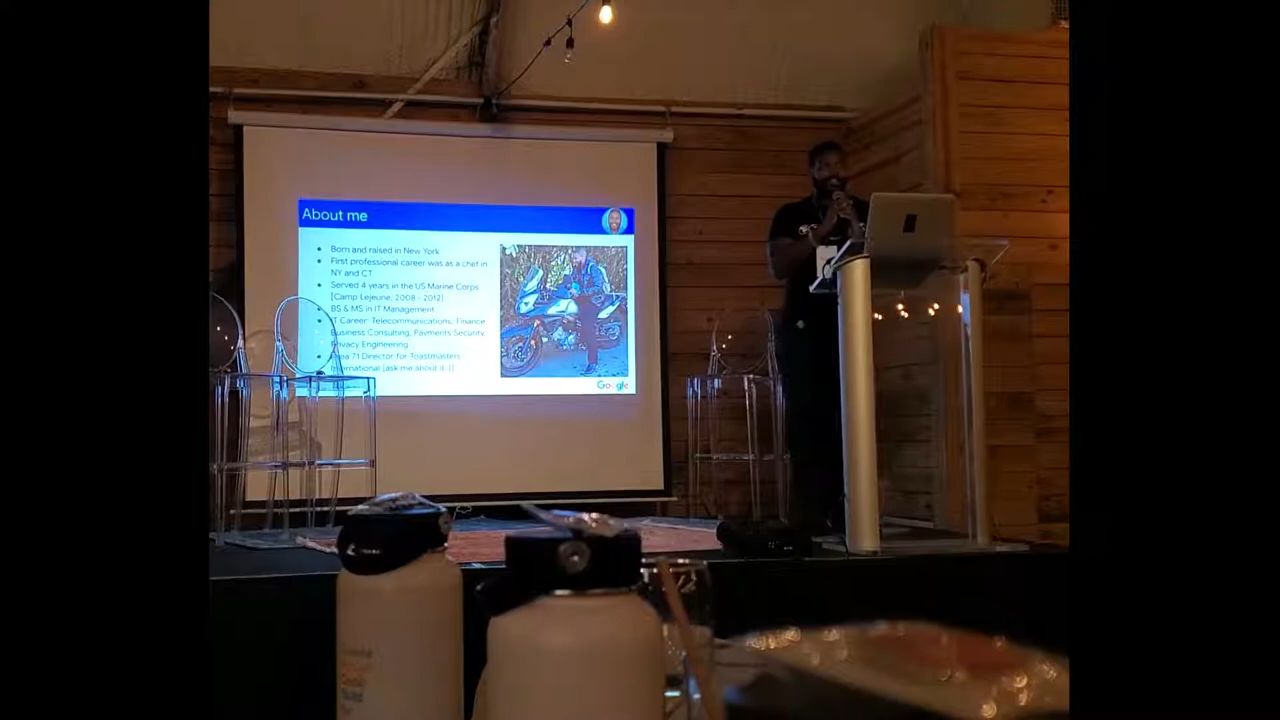 About me
Born and raised in New York
First professional career was as a chef in
NY and CT
Served 4 years in the US Marine Corps
[Camp Lejeune, 2008 - 2012]
BS & MS in IT Management
IT Career: Telecommunications, Finance
Business Consulting, Payments Security,
Privacy Engineering
Area 71 Director for Toastmasters
International [ask me about it :)]
Google